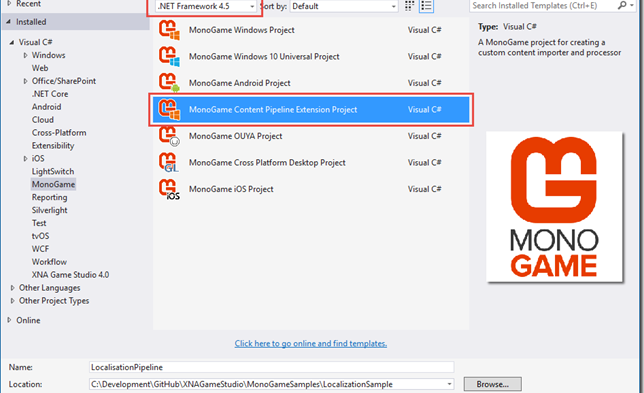 Recent
.NET Framework 4.5
Sort by: Default
Search Installed Templates (Ctrl+E)
Installed
Visual C#
Windows
Web
Office/SharePoint
.NET Core
Android
Cloud
Cross-Platform
Extensibility
iOS
LightSwitch
MonoGame
Reporting
Silverlight
Test
tvOS
WCF
Workflow
XNA Game Studio 4.0
Other Languages
Other Project Types
Online
MonoGame Windows Project Visual C#
MonoGame Windows 10 Universal Project Visual C#
MonoGame Android Project Visual C#
MonoGame Content Pipeline Extension Project Visual C#
MonoGame OUYA Project Visual C#
GL MonoGame Cross Platform Desktop Project Visual C#
iOS MonoGame iOS Project Visual C#
Type: Visual C#
A MonoGame project for creating a
custom content importer and processor
MONO
GAME
Click here to go online and find templates.
Name: LocalisationPipeline
Location: C:\Development\GitHub\XNAGameStudio\MonoGameSamples\LocalizationSample
Browse...